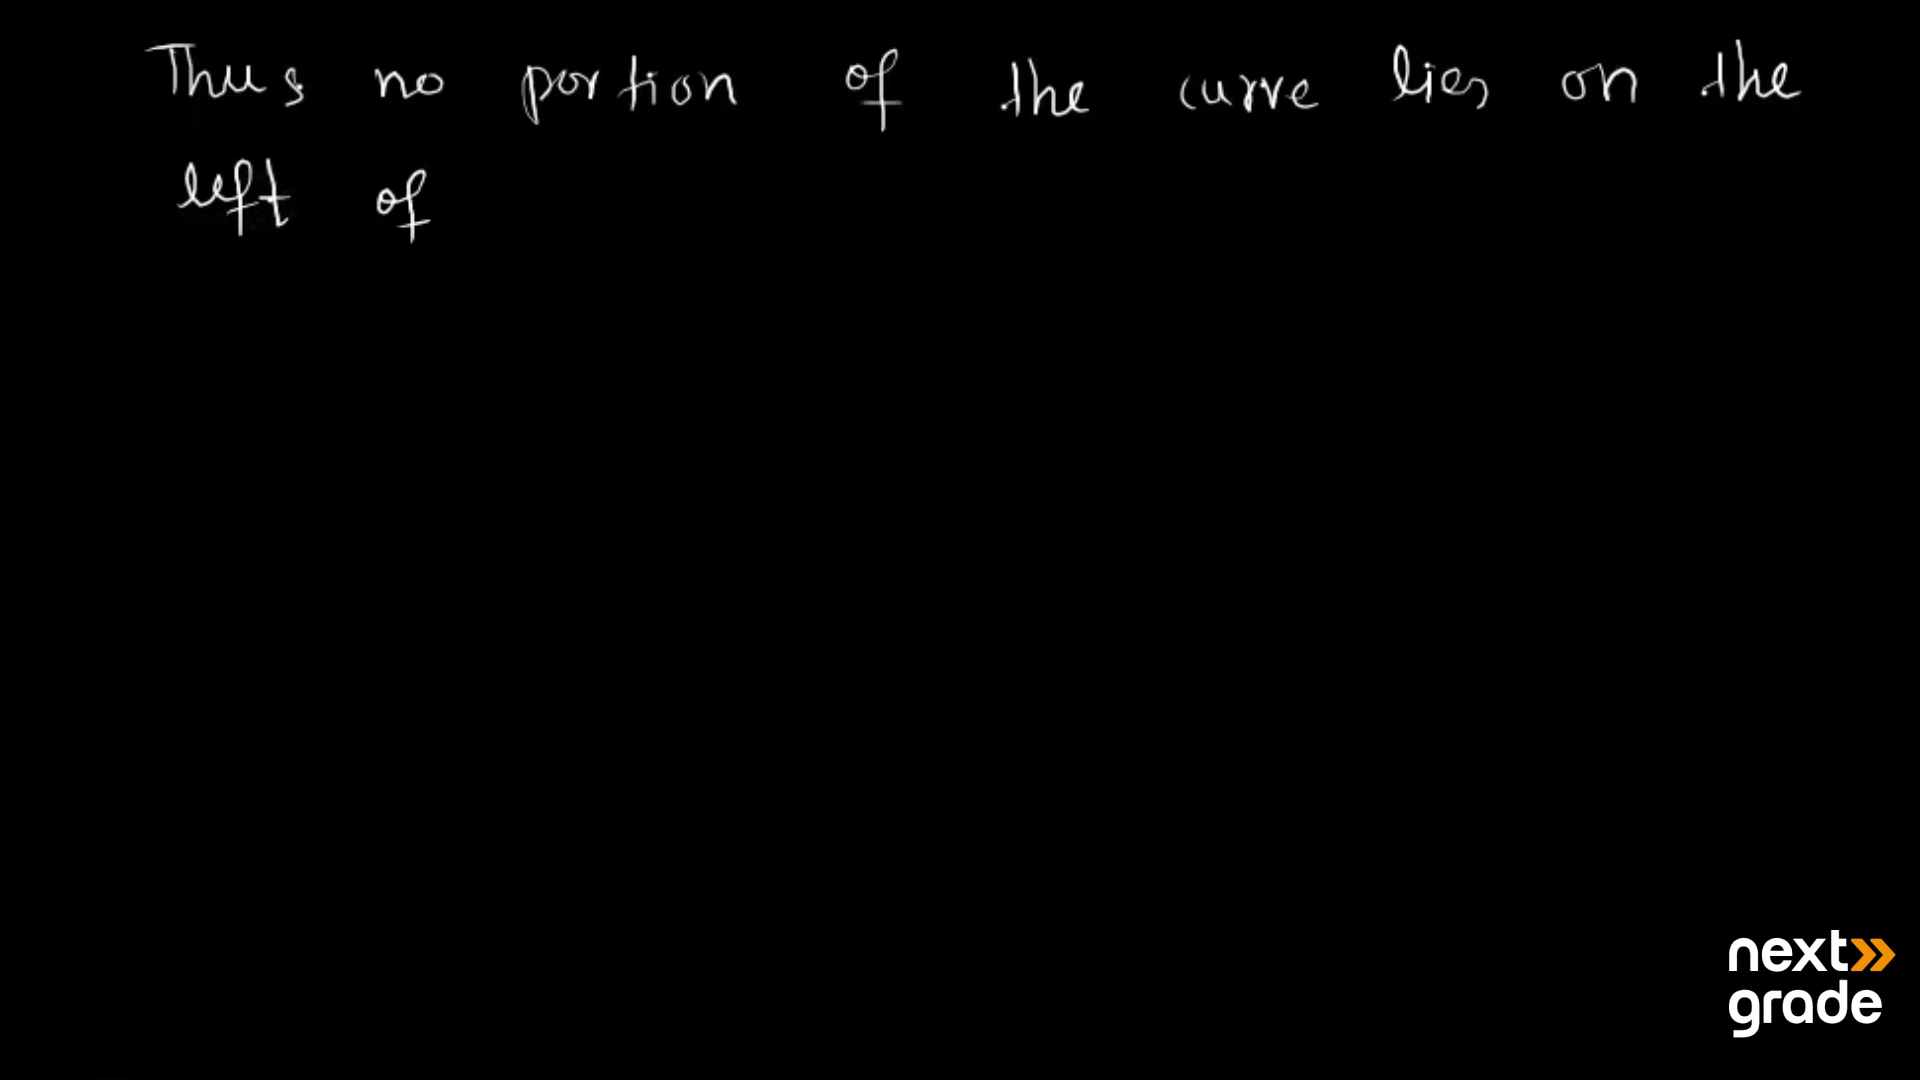 Thus no portion of the curve lies on the
left of
next
grade